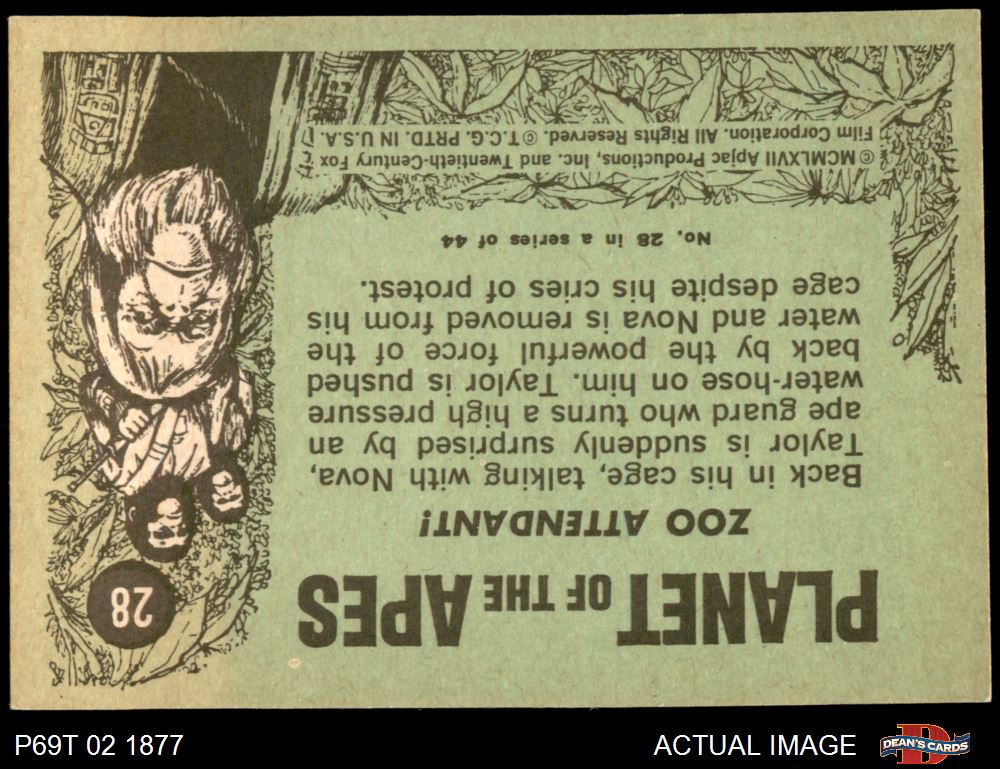 28
PLANET OF THE APES
ZOO ATTENDANT!
Back in his cage, talking with Nova,
Taylor is suddenly surprised by an
ape guard who turns a high pressure
water-hose on him. Taylor is pushed
back by the powerful force of the
water and Nova is removed from his
cage despite his cries of protest.
No. 28 in a series of 44
© MCMLXVII Apjac Productions, Inc. and Twentieth-Century Fox
Film Corporation. All Rights Reserved. © T.C.G. PRTD. IN U.S.A.
P69T 02 1877
ACTUAL IMAGE
DEAN'S CARDS